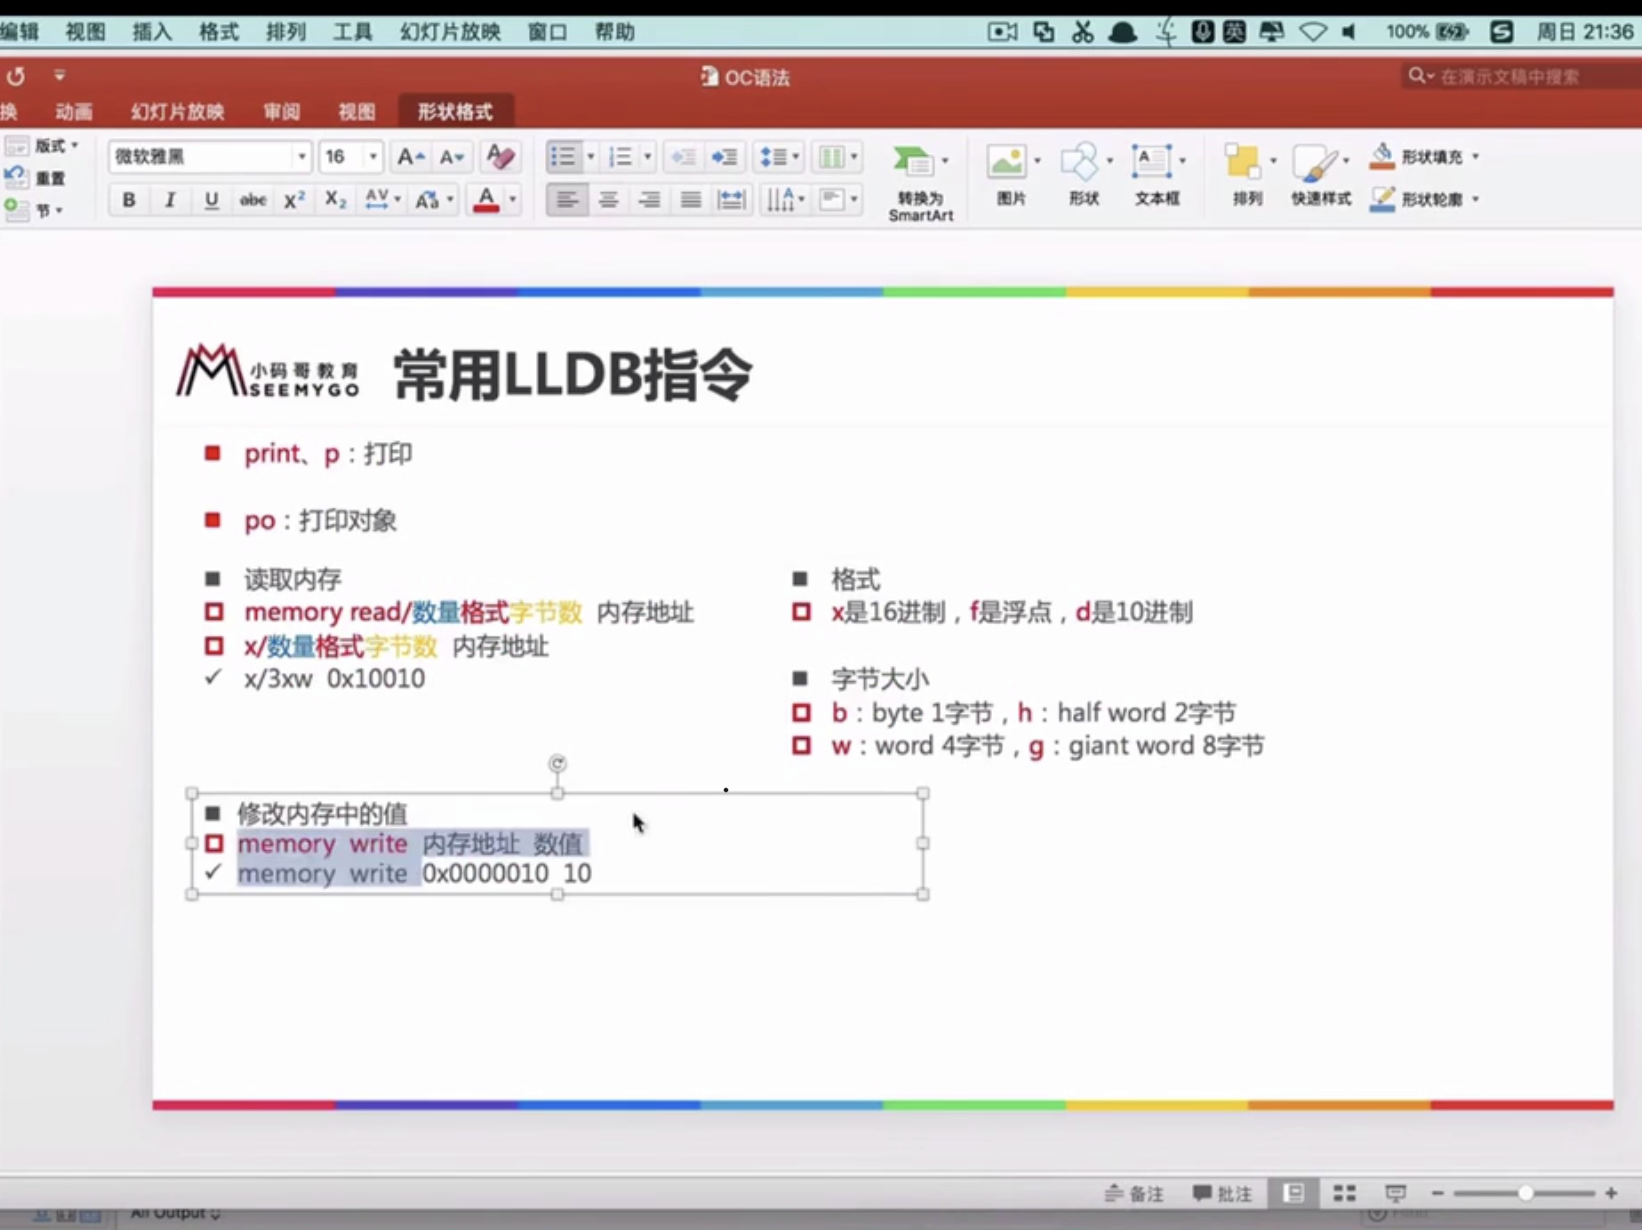 编辑 视图 插入 格式 排列 工具 幻灯片放映 窗口 帮助 英 100% 周日 21:36
OC语法 在演示文稿中搜索
换 动画 幻灯片放映 审阅 视图 形状格式
版式 微软雅黑 16 A A A
重置
节 B I U abc X² X₂ AV Aa A
转换为 SmartArt 图片 形状 A 文本框 排列 快速样式 形状填充 形状轮廓
小码哥教育
SEEMYGO
常用LLDB指令
print、p：打印
po：打印对象
读取内存
memory read/数量格式字节数 内存地址
x/数量格式字节数 内存地址
x/3xw 0x10010
格式
x是16进制，f是浮点，d是10进制
字节大小
b：byte 1字节，h：half word 2字节
w：word 4字节，g：giant word 8字节
修改内存中的值
memory write 内存地址 数值
memory write 0x0000010 10
备注 批注
All Output